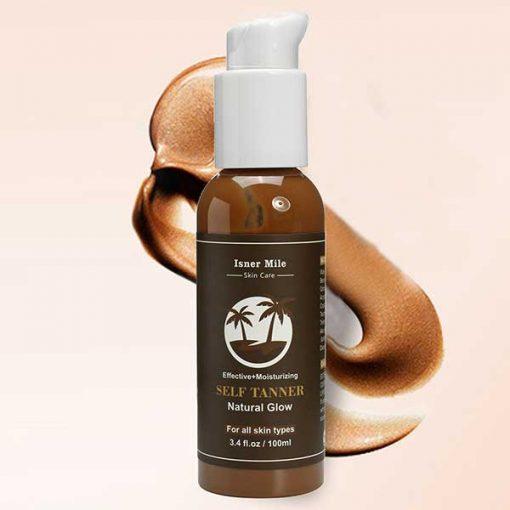 Isner Mile
Skin Care
Effective+Moisturizing
SELF TANNER
Natural Glow
For all skin types
3.4 fl.oz / 100ml